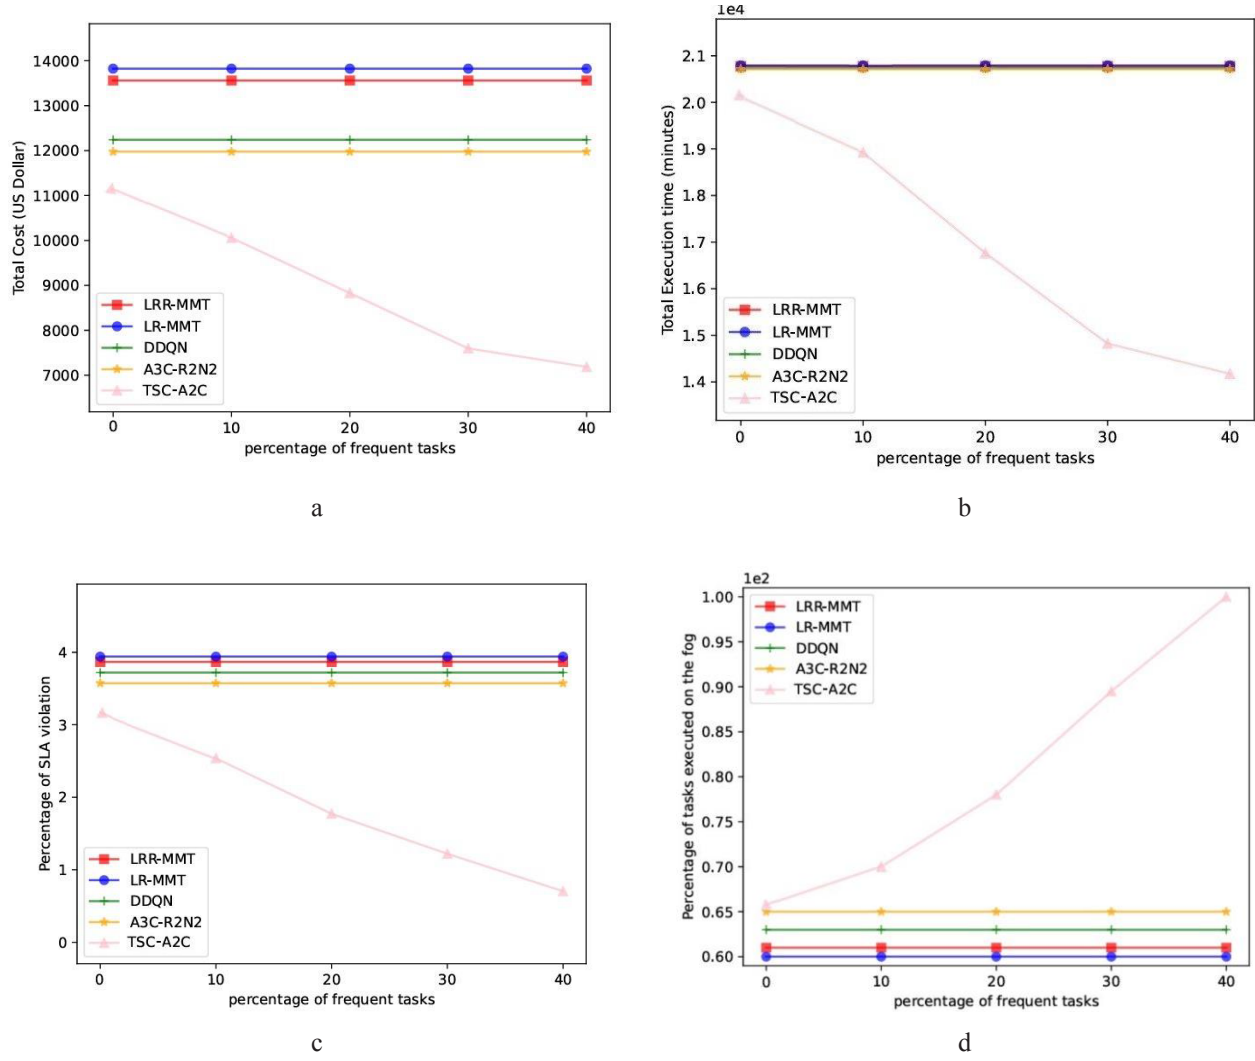 14000
13000
12000
11000
10000
9000
8000
7000
Total Cost (US Dollar)
LRR-MMT
LR-MMT
DDQN
A3C-R2N2
TSC-A2C
0 10 20 30 40
percentage of frequent tasks
a
1e4
2.1
2.0
1.9
1.8
1.7
1.6
1.5
1.4
Total Execution time (minutes)
LRR-MMT
LR-MMT
DDQN
A3C-R2N2
TSC-A2C
0 10 20 30 40
percentage of frequent tasks
b
4
3
2
1
0
Percentage of SLA violation
LRR-MMT
LR-MMT
DDQN
A3C-R2N2
TSC-A2C
0 10 20 30 40
percentage of frequent tasks
c
1e2
1.00
0.95
0.90
0.85
0.80
0.75
0.70
0.65
0.60
Percentage of tasks executed on the fog
LRR-MMT
LR-MMT
DDQN
A3C-R2N2
TSC-A2C
0 10 20 30 40
percentage of frequent tasks
d